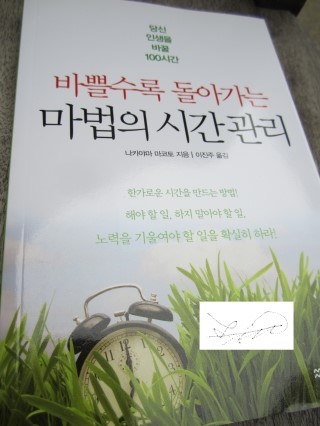 당신
인생을
바꿀
100시간
바쁠수록 돌아가는
마법의 시간 관리
나카야마 마코토 지음 | 이진주 옮김
한가로운 시간을 만드는 방법!
해야 할 일, 하지 말아야 할 일,
노력을 기울여야 할 일을 확실히 하라!